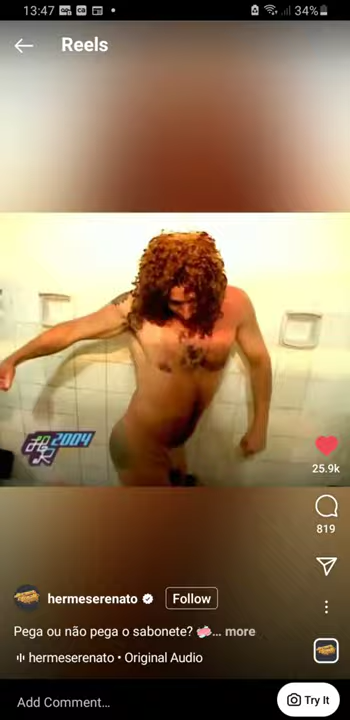 13:47
34%
Reels
2004
25.9k
819
hermeserenato
Follow
Pega ou não pega o sabonete? 🧼... more
hermeserenato • Original Audio
Add Comment...
Try It